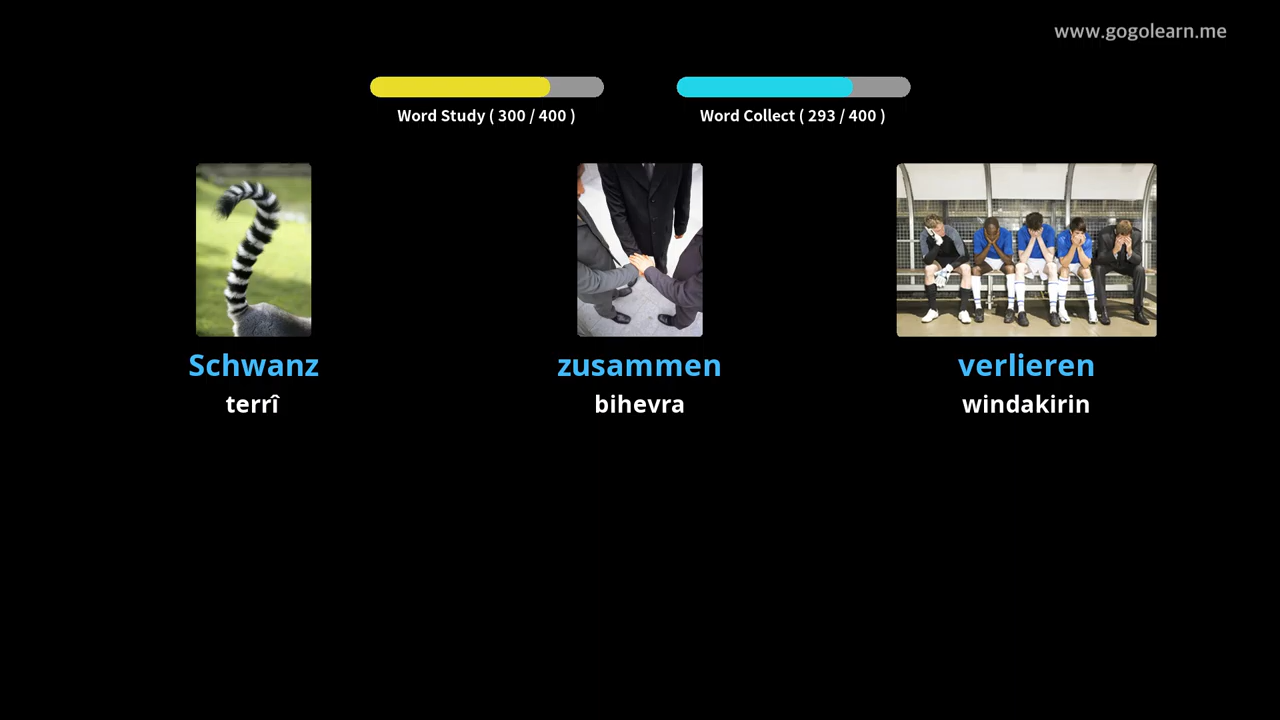 www.gogolearn.me
Word Study ( 300 / 400 )
Word Collect ( 293 / 400 )
Schwanz
terrî
zusammen
bihevra
verlieren
windakirin